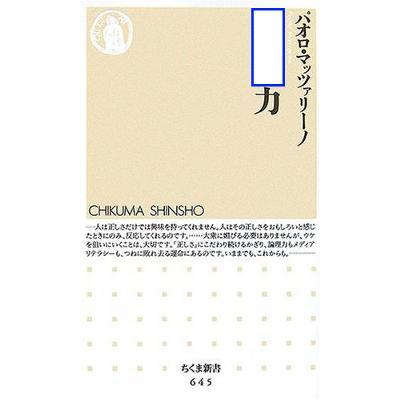 パオロ・マッツァリーノ
力
CHIKUMA SHINSHO
──人は正しさだけでは興味を持ってくれません。人はその正しさをおもしろいと感じ
たときにのみ、反応してくれるのです。……大衆に媚びる必要はありませんが、ウケ
を狙いにいくことは、大切です。「正しさ」にこだわり続けるかぎり、論理力もメディア
リテラシーも、つねに敗れ去る運命にあるのです。いままでも、これからも。────
ちくま新書
645